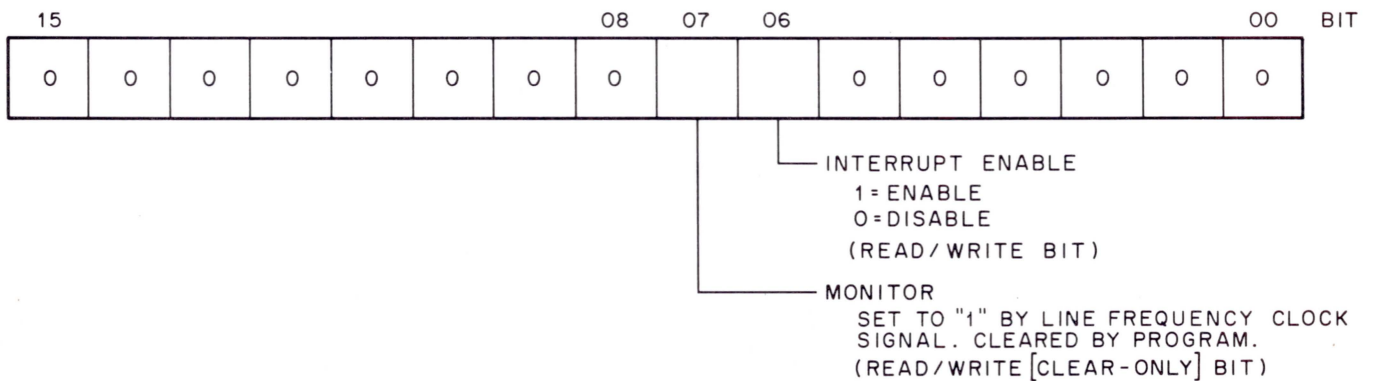 15 08 07 06 00 BIT
0 0 0 0 0 0 0 0 0 0 0 0 0 0
INTERRUPT ENABLE
1 = ENABLE
0 = DISABLE
(READ/WRITE BIT)
MONITOR
SET TO "1" BY LINE FREQUENCY CLOCK
SIGNAL. CLEARED BY PROGRAM.
(READ/WRITE [CLEAR-ONLY] BIT)